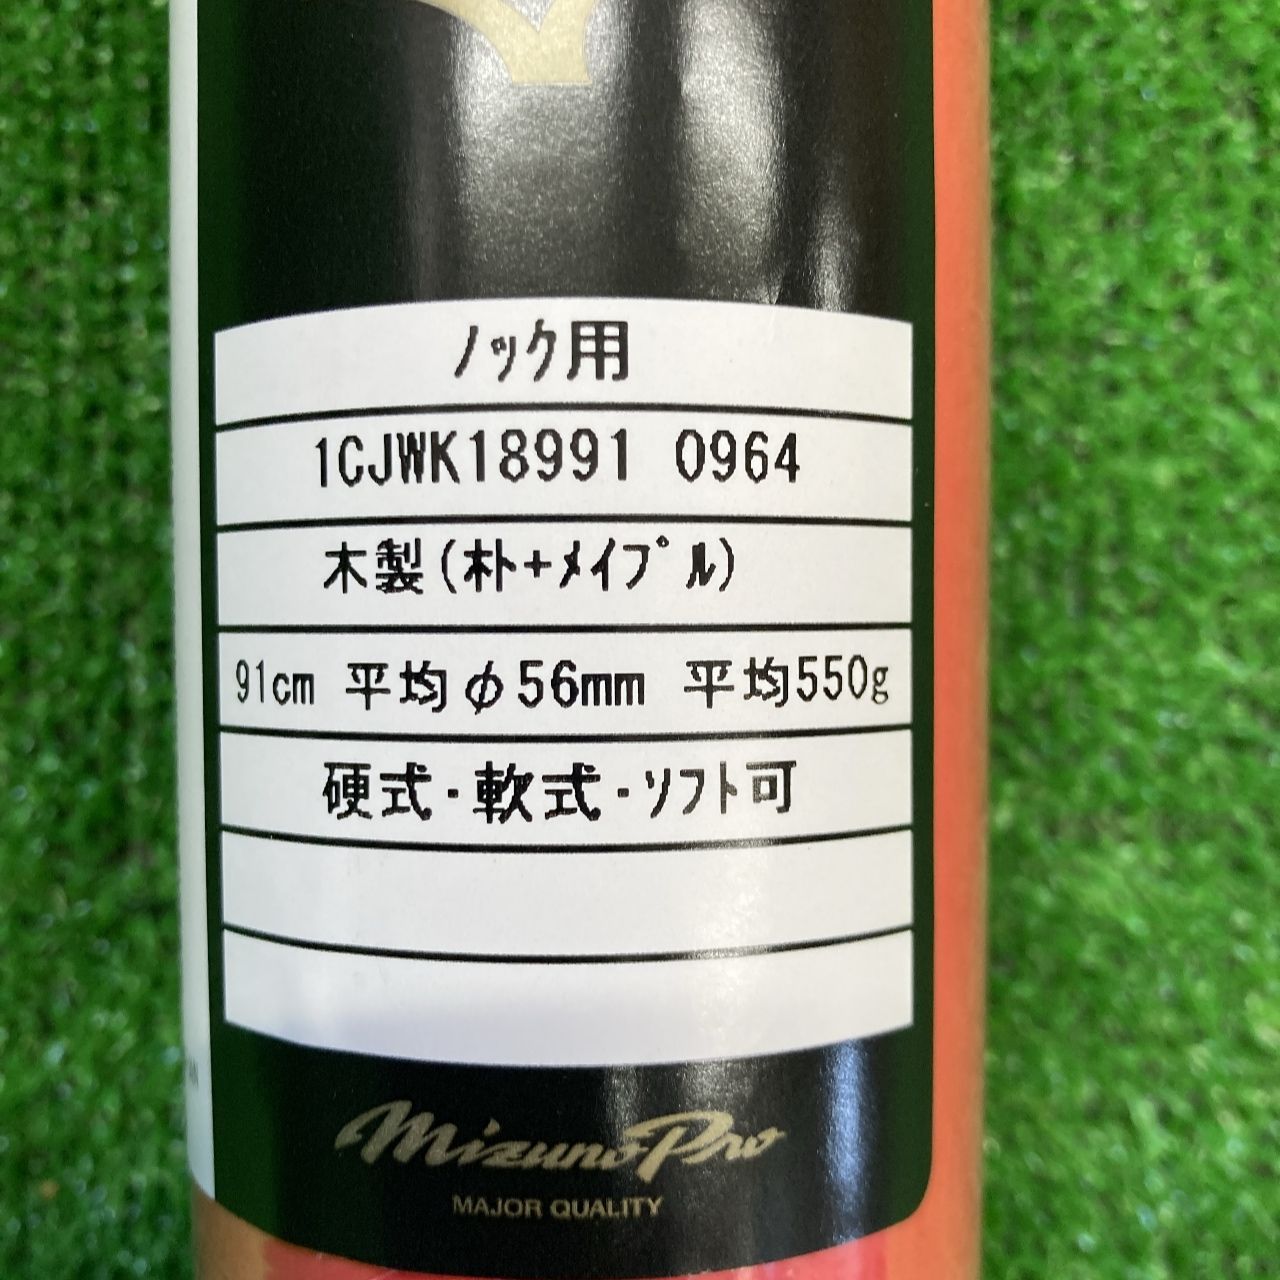 ﾉｯｸ用
1CJWK18991 0964
木製(朴+ﾒｲﾌﾟﾙ)
91cm 平均φ56mm 平均550g
硬式・軟式・ｿﾌﾄ可
MizunoPro
MAJOR QUALITY